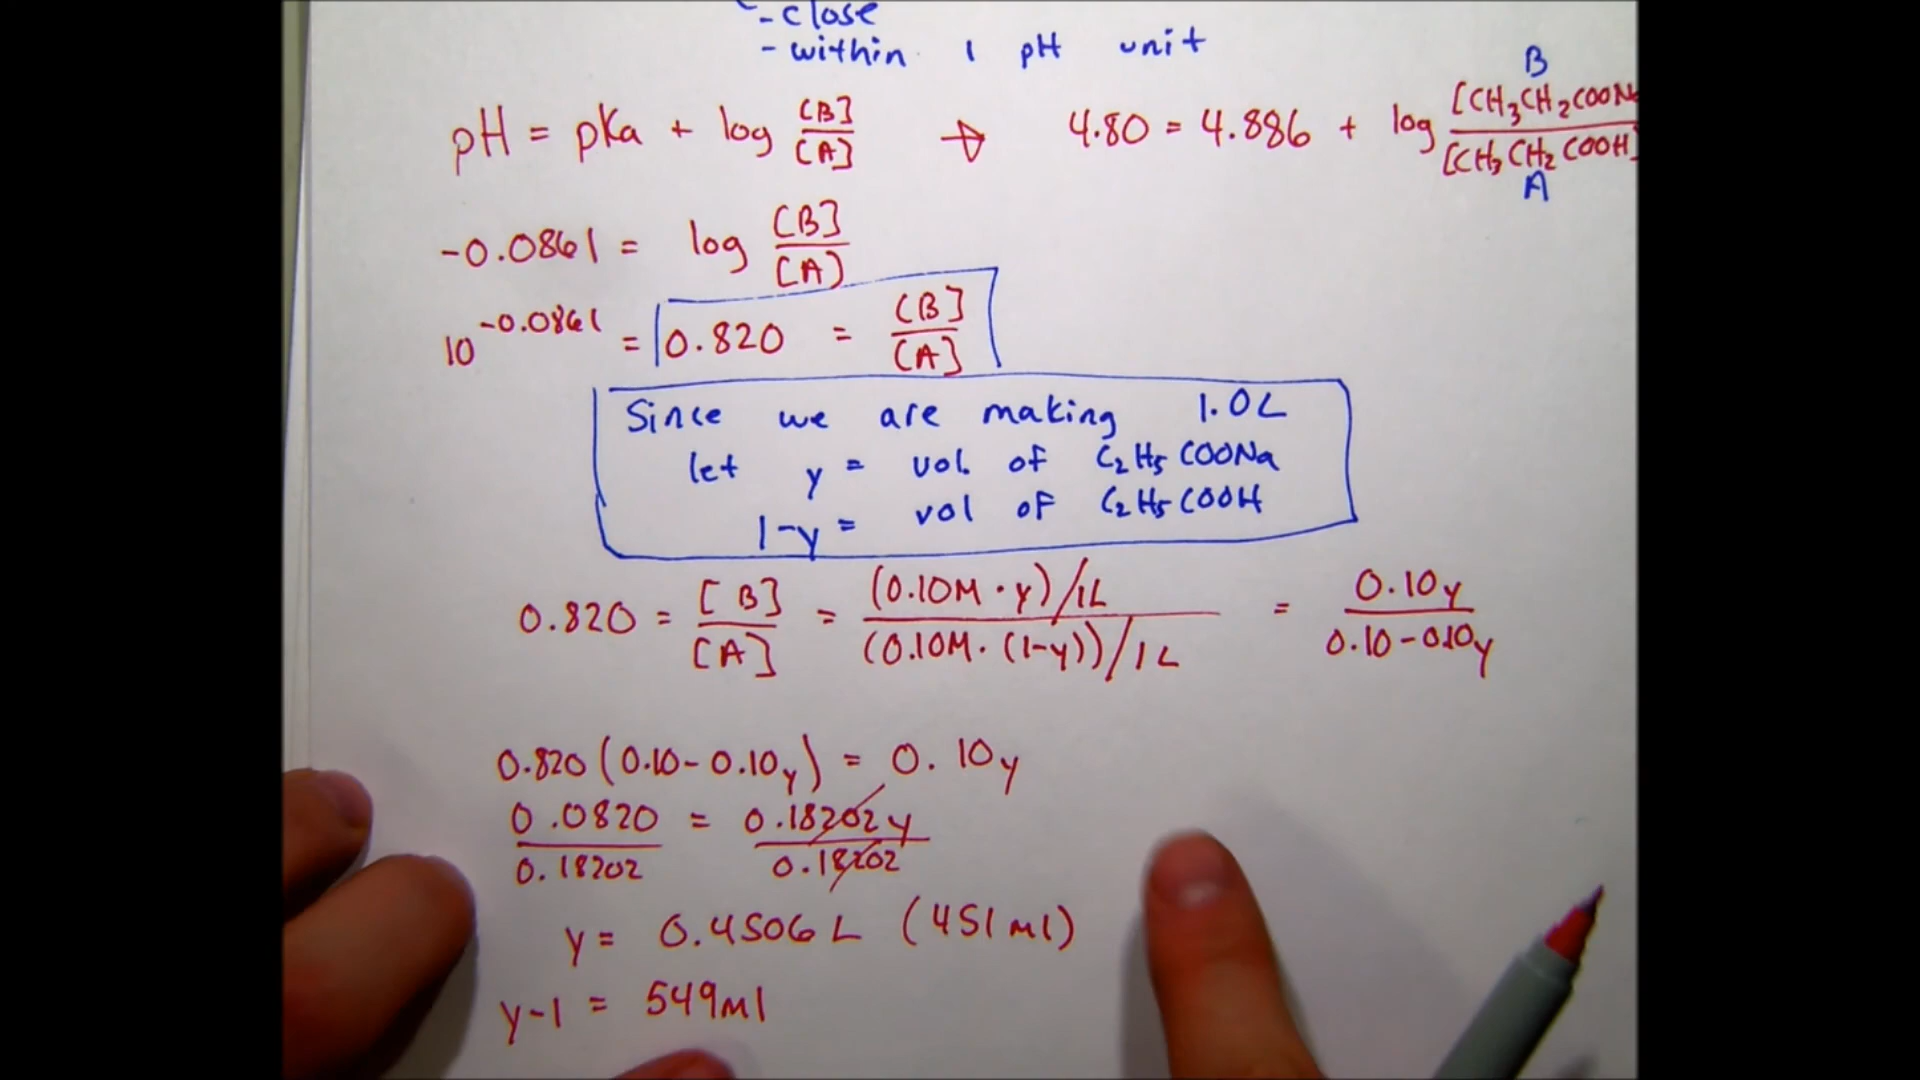 - close
- within 1 pH unit
pH = pKa + log [B]/[A] → 4.80 = 4.886 + log [CH3CH2COONa]/[CH3CH2COOH]
B
A
-0.0861 = log [B]/[A]
10^-0.0861 = 0.820 = [B]/[A]
Since we are making 1.0L
let y = vol. of C2H5COONa
1-y = vol of C2H5COOH
0.820 = [B]/[A] = (0.10M · y)/1L / (0.10M · (1-y))/1L = 0.10y / 0.10-0.10y
0.820(0.10-0.10y) = 0.10y
0.0820/0.18202 = 0.18202y/0.18202
y = 0.4506 L (451 ml)
y-1 = 549ml